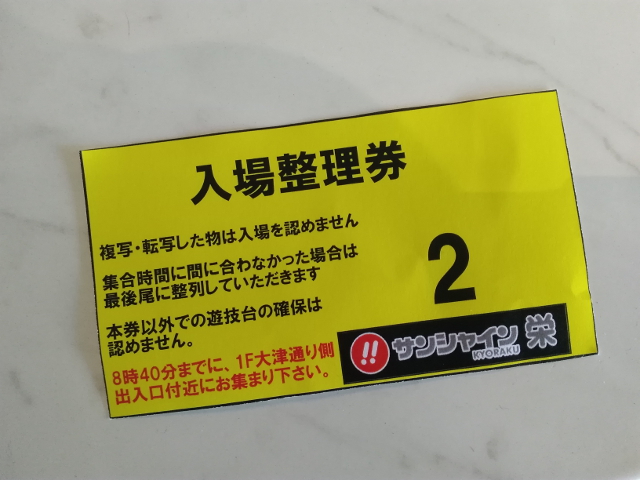 入場整理券
複写・転写した物は入場を認めません
集合時間に間に合わなかった場合は
最後尾に整列していただきます
本券以外での遊技台の確保は
認めません。
8時40分までに、1F大津通り側
出入口付近にお集まり下さい。
2
!! サンシャイン 栄
KYORAKU